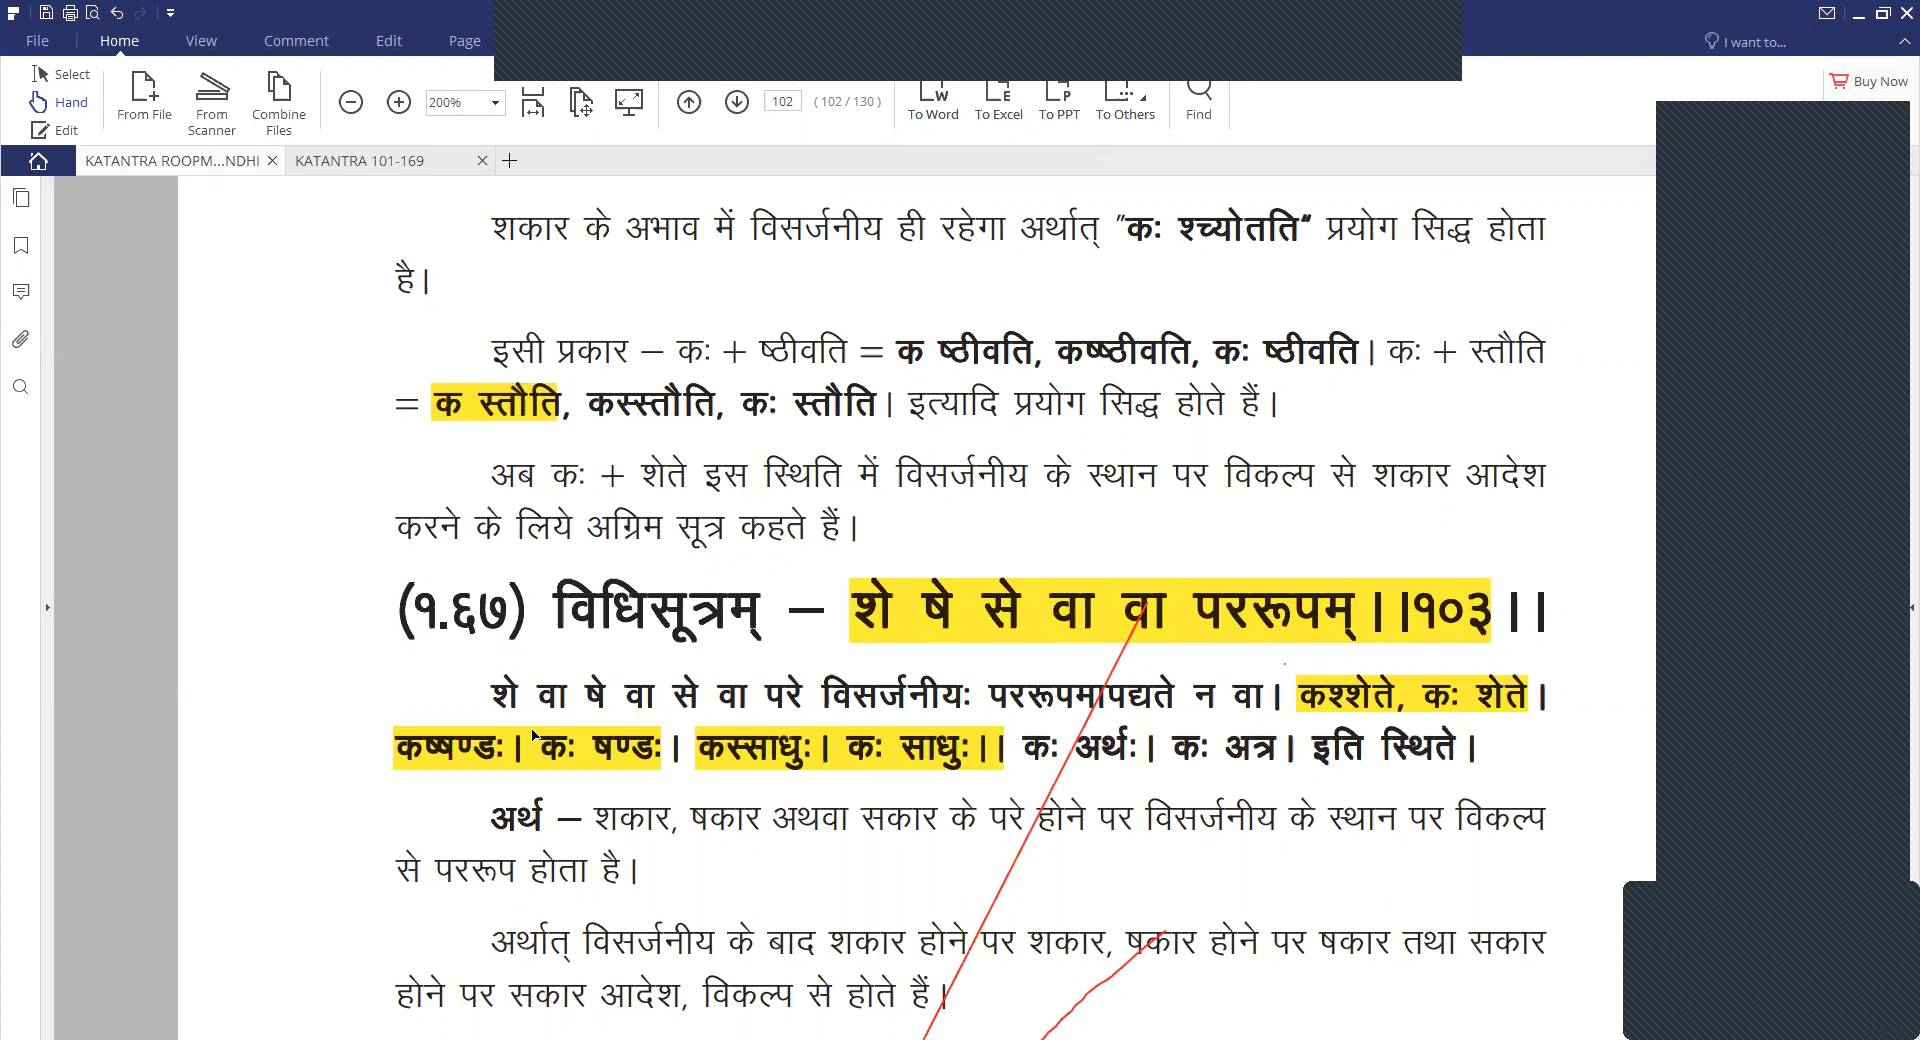 File Home View Comment Edit Page I want to...
Select Hand Edit
From File From Scanner Combine Files
200%
102 (102 / 130)
To Word To Excel To PPT To Others Find
Buy Now
KATANTRA ROOPM...NDHI KATANTRA 101-169
शकार के अभाव में विसर्जनीय ही रहेगा अर्थात् "कः श्च्योतति" प्रयोग सिद्ध होता
है।
इसी प्रकार – कः + ष्ठीवति = क ष्ठीवति, कष्ष्ठीवति, कः ष्ठीवति। कः + स्तौति
= क स्तौति, कस्स्तौति, कः स्तौति। इत्यादि प्रयोग सिद्ध होते हैं।
अब कः + शेते इस स्थिति में विसर्जनीय के स्थान पर विकल्प से शकार आदेश
करने के लिये अग्रिम सूत्र कहते हैं।
(१.६७) विधिसूत्रम् – शे षे से वा वा पररूपम्।।१०३।।
शे वा षे वा से वा परे विसर्जनीयः पररूपमापद्यते न वा। कश्शेते, कः शेते।
कष्षण्डः। कः षण्डः। कस्साधुः। कः साधुः।। कः अर्थः। कः अत्र। इति स्थिते।
अर्थ – शकार, षकार अथवा सकार के परे होने पर विसर्जनीय के स्थान पर विकल्प
से पररूप होता है।
अर्थात् विसर्जनीय के बाद शकार होने पर शकार, षकार होने पर षकार तथा सकार
होने पर सकार आदेश, विकल्प से होते हैं।